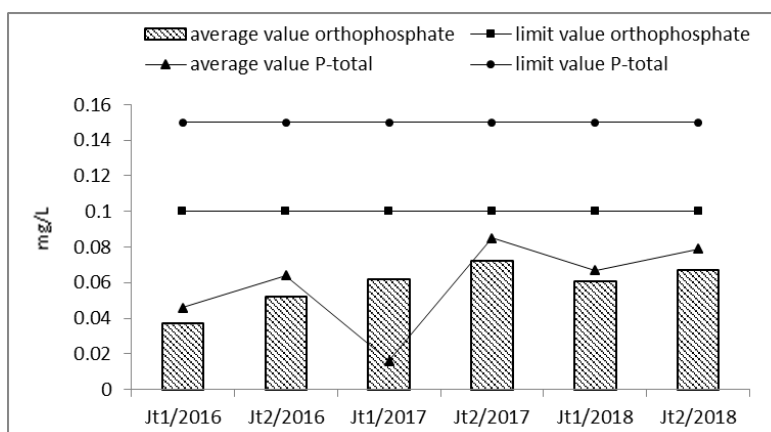 average value orthophosphate limit value orthophosphate
average value P-total limit value P-total
0.16
0.14
0.12
0.1
0.08
0.06
0.04
0.02
0
mg/L
Jt1/2016 Jt2/2016 Jt1/2017 Jt2/2017 Jt1/2018 Jt2/2018